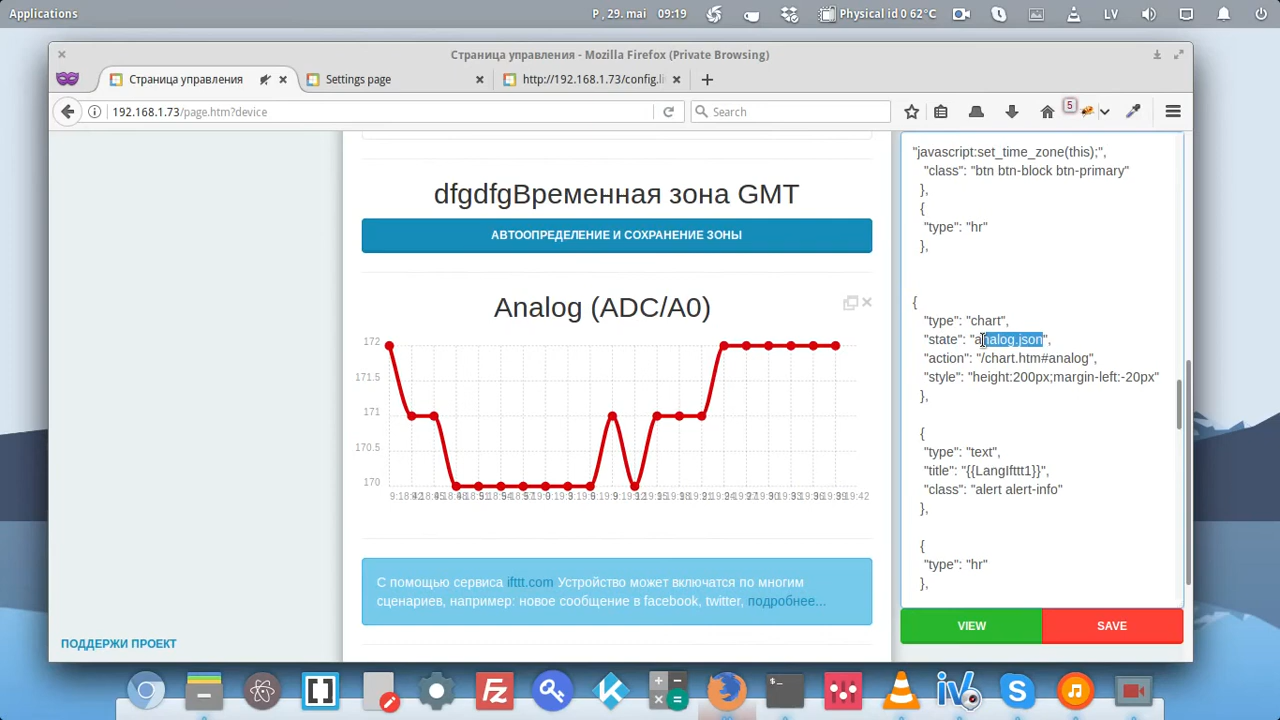 Applications
P , 29. mai 09:19
Physical id 0 62°C
LV
Страница управления - Mozilla Firefox (Private Browsing)
Страница управления
Settings page
http://192.168.1.73/config.li
192.168.1.73/page.htm?device
Search
5
dfgdfgВременная зона GMT
АВТООПРЕДЕЛЕНИЕ И СОХРАНЕНИЕ ЗОНЫ
Analog (ADC/A0)
172
171.5
171
170.5
170
С помощью сервиса ifttt.com Устройство может включатся по многим
сценариев, например: новое сообщение в facebook, twitter, подробнее...
ПОДДЕРЖИ ПРОЕКТ
"javascript:set_time_zone(this);",
"class": "btn btn-block btn-primary"
},
{
"type": "hr"
},
{
"type": "chart",
"state": "analog.json",
"action": "/chart.htm#analog",
"style": "height:200px;margin-left:-20px"
},
{
"type": "text",
"title": "{{LangIfttt1}}",
"class": "alert alert-info"
},
{
"type": "hr"
},
VIEW
SAVE